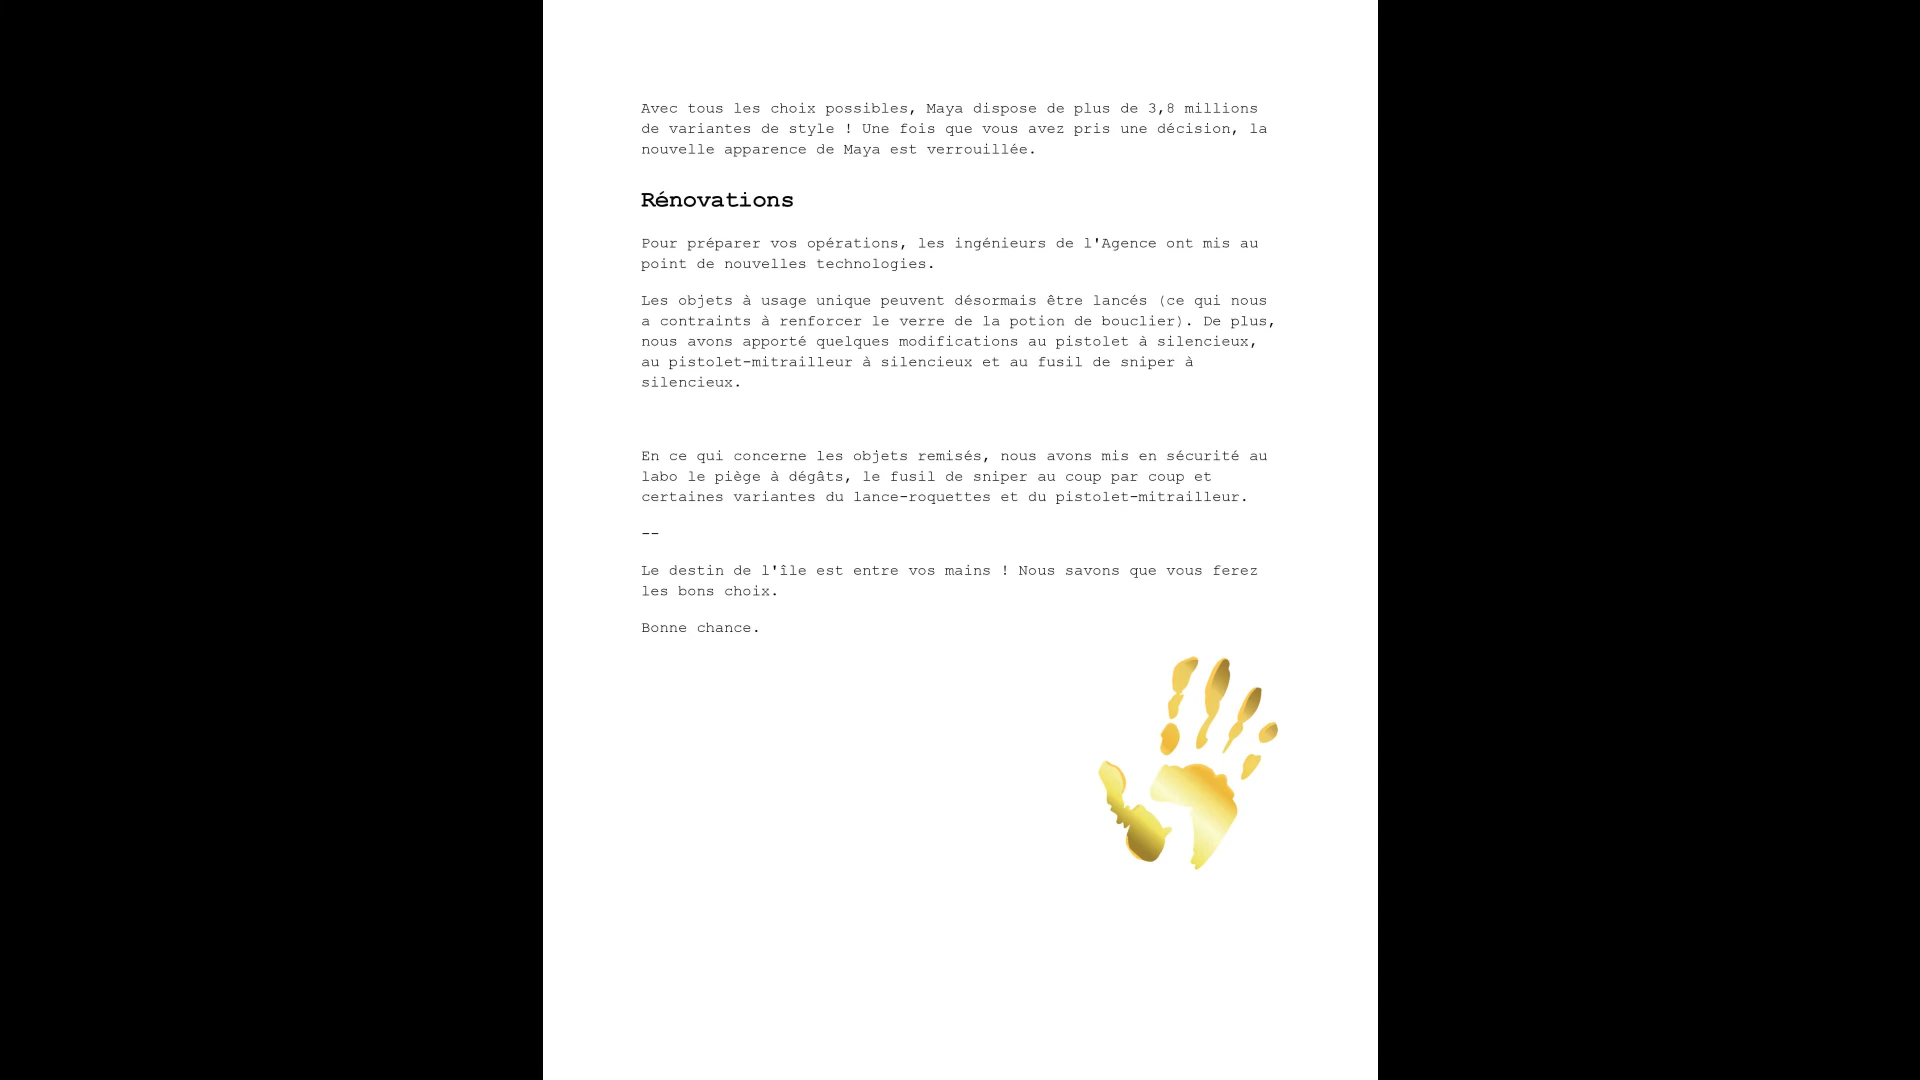 Avec tous les choix possibles, Maya dispose de plus de 3,8 millions
de variantes de style ! Une fois que vous avez pris une décision, la
nouvelle apparence de Maya est verrouillée.
Rénovations
Pour préparer vos opérations, les ingénieurs de l'Agence ont mis au
point de nouvelles technologies.
Les objets à usage unique peuvent désormais être lancés (ce qui nous
a contraints à renforcer le verre de la potion de bouclier). De plus,
nous avons apporté quelques modifications au pistolet à silencieux,
au pistolet-mitrailleur à silencieux et au fusil de sniper à
silencieux.
En ce qui concerne les objets remisés, nous avons mis en sécurité au
labo le piège à dégâts, le fusil de sniper au coup par coup et
certaines variantes du lance-roquettes et du pistolet-mitrailleur.
--
Le destin de l'île est entre vos mains ! Nous savons que vous ferez
les bons choix.
Bonne chance.